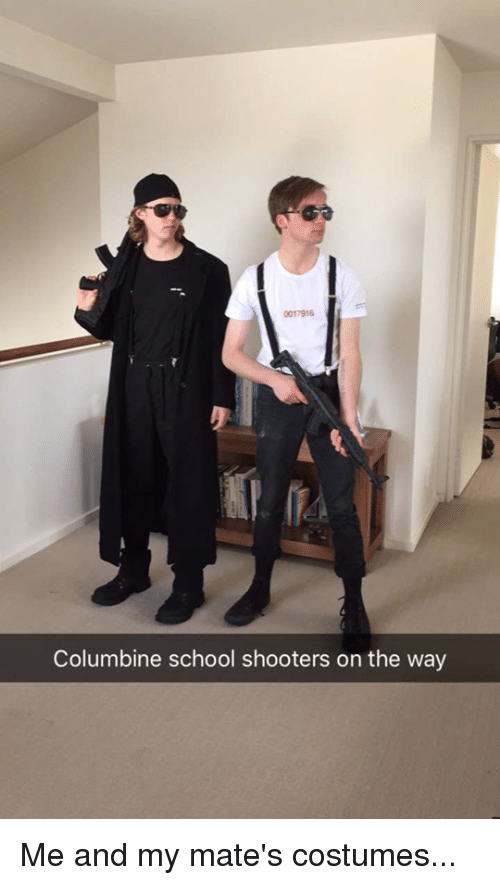 0017916
Columbine school shooters on the way
Me and my mate's costumes...